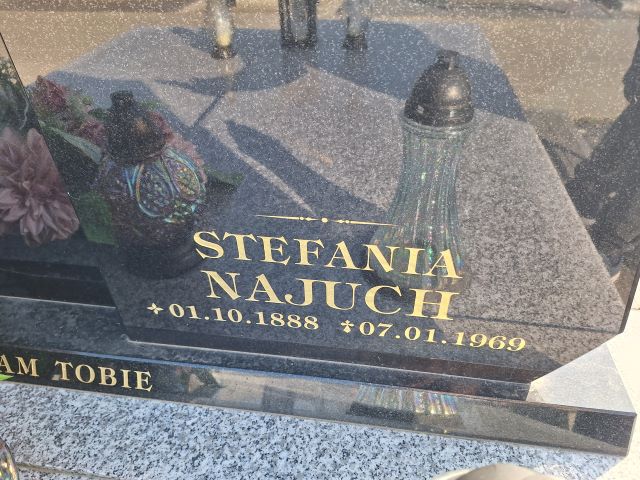 STEFANIA
NAJUCH
01.10.1888 07.01.1969
AM TOBIE